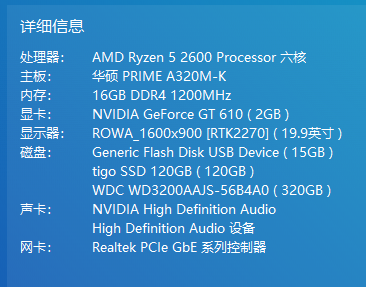 详细信息
处理器： AMD Ryzen 5 2600 Processor 六核
主板： 华硕 PRIME A320M-K
内存： 16GB DDR4 1200MHz
显卡： NVIDIA GeForce GT 610 ( 2GB )
显示器： ROWA_1600x900 [RTK2270] ( 19.9英寸 )
磁盘： Generic Flash Disk USB Device ( 15GB )
tigo SSD 120GB ( 120GB )
WDC WD3200AAJS-56B4A0 ( 320GB )
声卡： NVIDIA High Definition Audio
High Definition Audio 设备
网卡： Realtek PCIe GbE 系列控制器